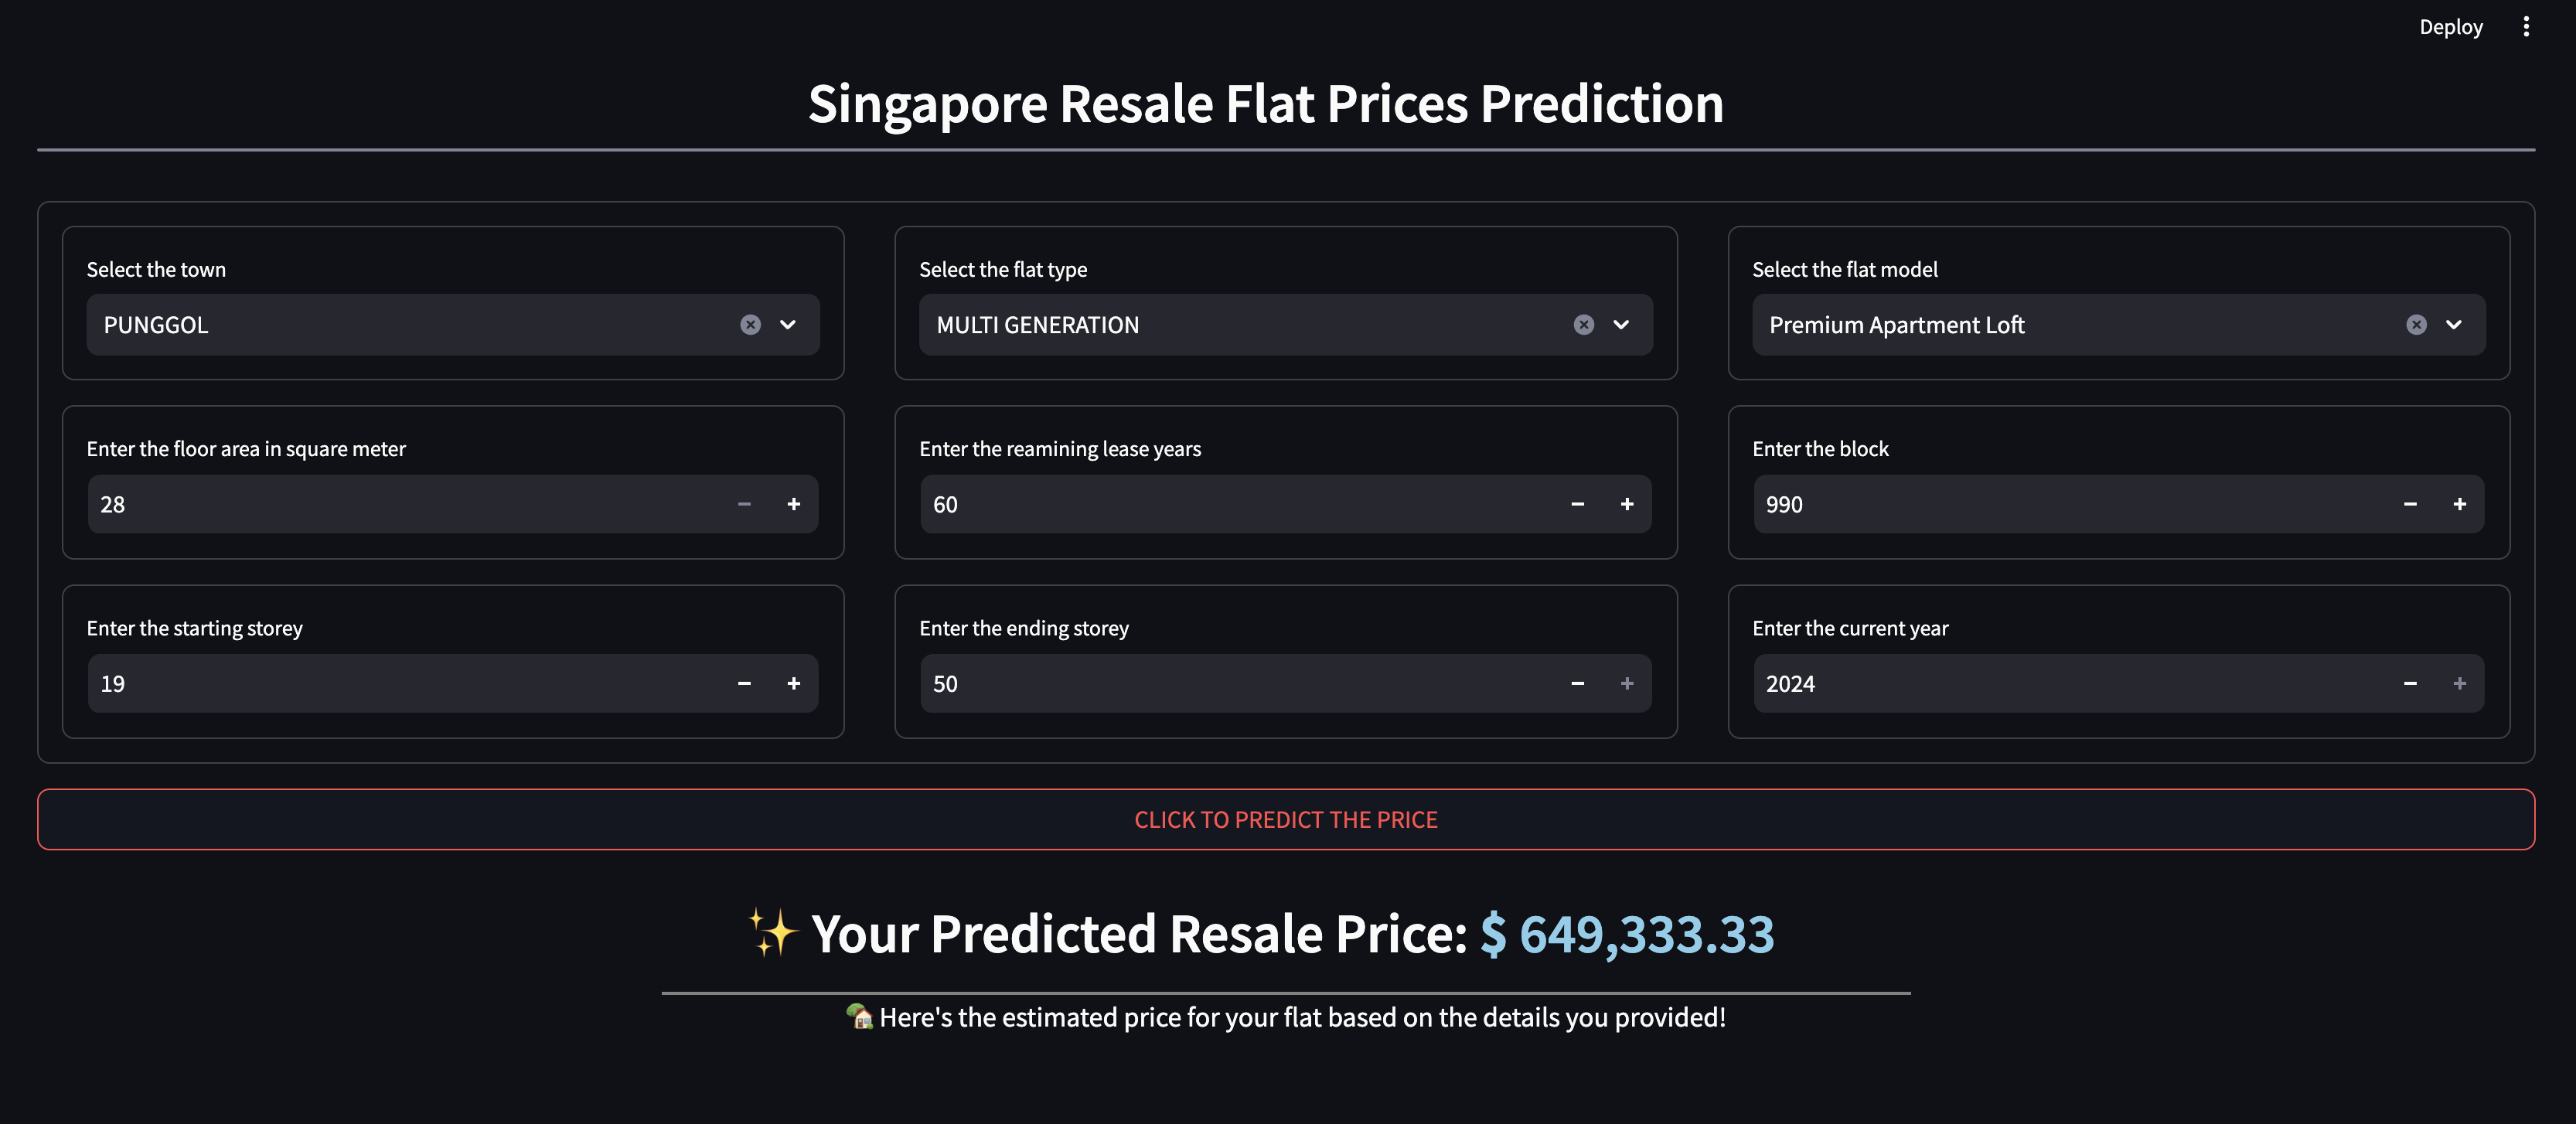 Deploy
Singapore Resale Flat Prices Prediction
Select the town
Select the flat type
Select the flat model
PUNGGOL
MULTI GENERATION
Premium Apartment Loft
Enter the floor area in square meter
Enter the reamining lease years
Enter the block
28
60
990
Enter the starting storey
Enter the ending storey
Enter the current year
19
50
2024
CLICK TO PREDICT THE PRICE
✨ Your Predicted Resale Price: $ 649,333.33
🏡 Here's the estimated price for your flat based on the details you provided!